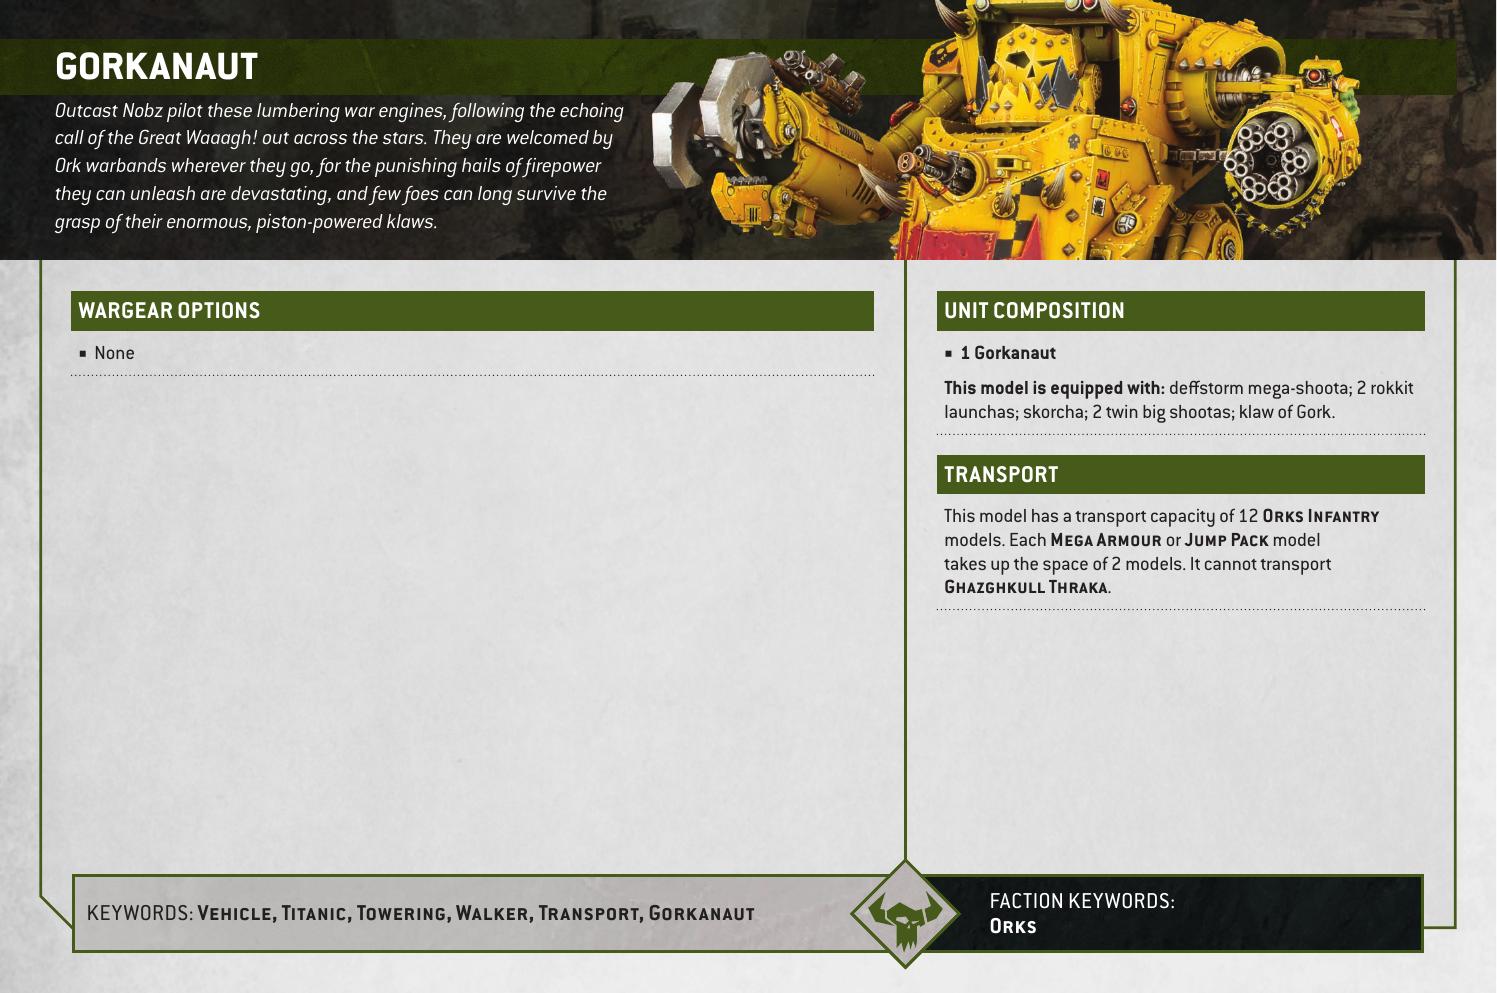 GORKANAUT
Outcast Nobz pilot these lumbering war engines, following the echoing
call of the Great Waaagh! out across the stars. They are welcomed by
Ork warbands wherever they go, for the punishing hails of firepower
they can unleash are devastating, and few foes can long survive the
grasp of their enormous, piston-powered klaws.
WARGEAR OPTIONS
▪ None
UNIT COMPOSITION
▪ 1 Gorkanaut
This model is equipped with: deffstorm mega-shoota; 2 rokkit
launchas; skorcha; 2 twin big shootas; klaw of Gork.
TRANSPORT
This model has a transport capacity of 12 Orks Infantry
models. Each Mega Armour or Jump Pack model
takes up the space of 2 models. It cannot transport
Ghazghkull Thraka.
KEYWORDS: Vehicle, Titanic, Towering, Walker, Transport, Gorkanaut
FACTION KEYWORDS:
Orks